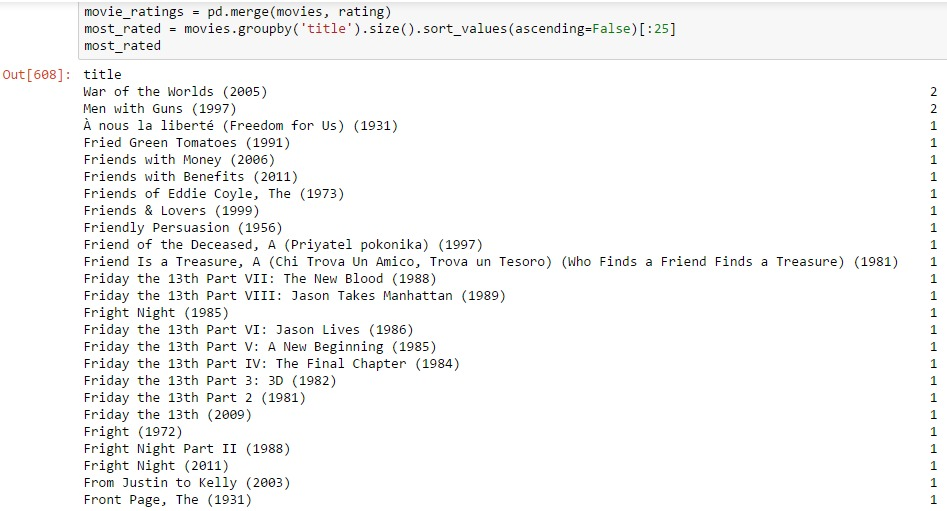 movie_ratings = pd.merge(movies, rating)
most_rated = movies.groupby('title').size().sort_values(ascending=False)[:25]
most_rated
Out[608]: title
War of the Worlds (2005) 2
Men with Guns (1997) 2
À nous la liberté (Freedom for Us) (1931) 1
Fried Green Tomatoes (1991) 1
Friends with Money (2006) 1
Friends with Benefits (2011) 1
Friends of Eddie Coyle, The (1973) 1
Friends & Lovers (1999) 1
Friendly Persuasion (1956) 1
Friend of the Deceased, A (Priyatel pokonika) (1997) 1
Friend Is a Treasure, A (Chi Trova Un Amico, Trova un Tesoro) (Who Finds a Friend Finds a Treasure) (1981) 1
Friday the 13th Part VII: The New Blood (1988) 1
Friday the 13th Part VIII: Jason Takes Manhattan (1989) 1
Fright Night (1985) 1
Friday the 13th Part VI: Jason Lives (1986) 1
Friday the 13th Part V: A New Beginning (1985) 1
Friday the 13th Part IV: The Final Chapter (1984) 1
Friday the 13th Part 3: 3D (1982) 1
Friday the 13th Part 2 (1981) 1
Friday the 13th (2009) 1
Fright (1972) 1
Fright Night Part II (1988) 1
Fright Night (2011) 1
From Justin to Kelly (2003) 1
Front Page, The (1931) 1